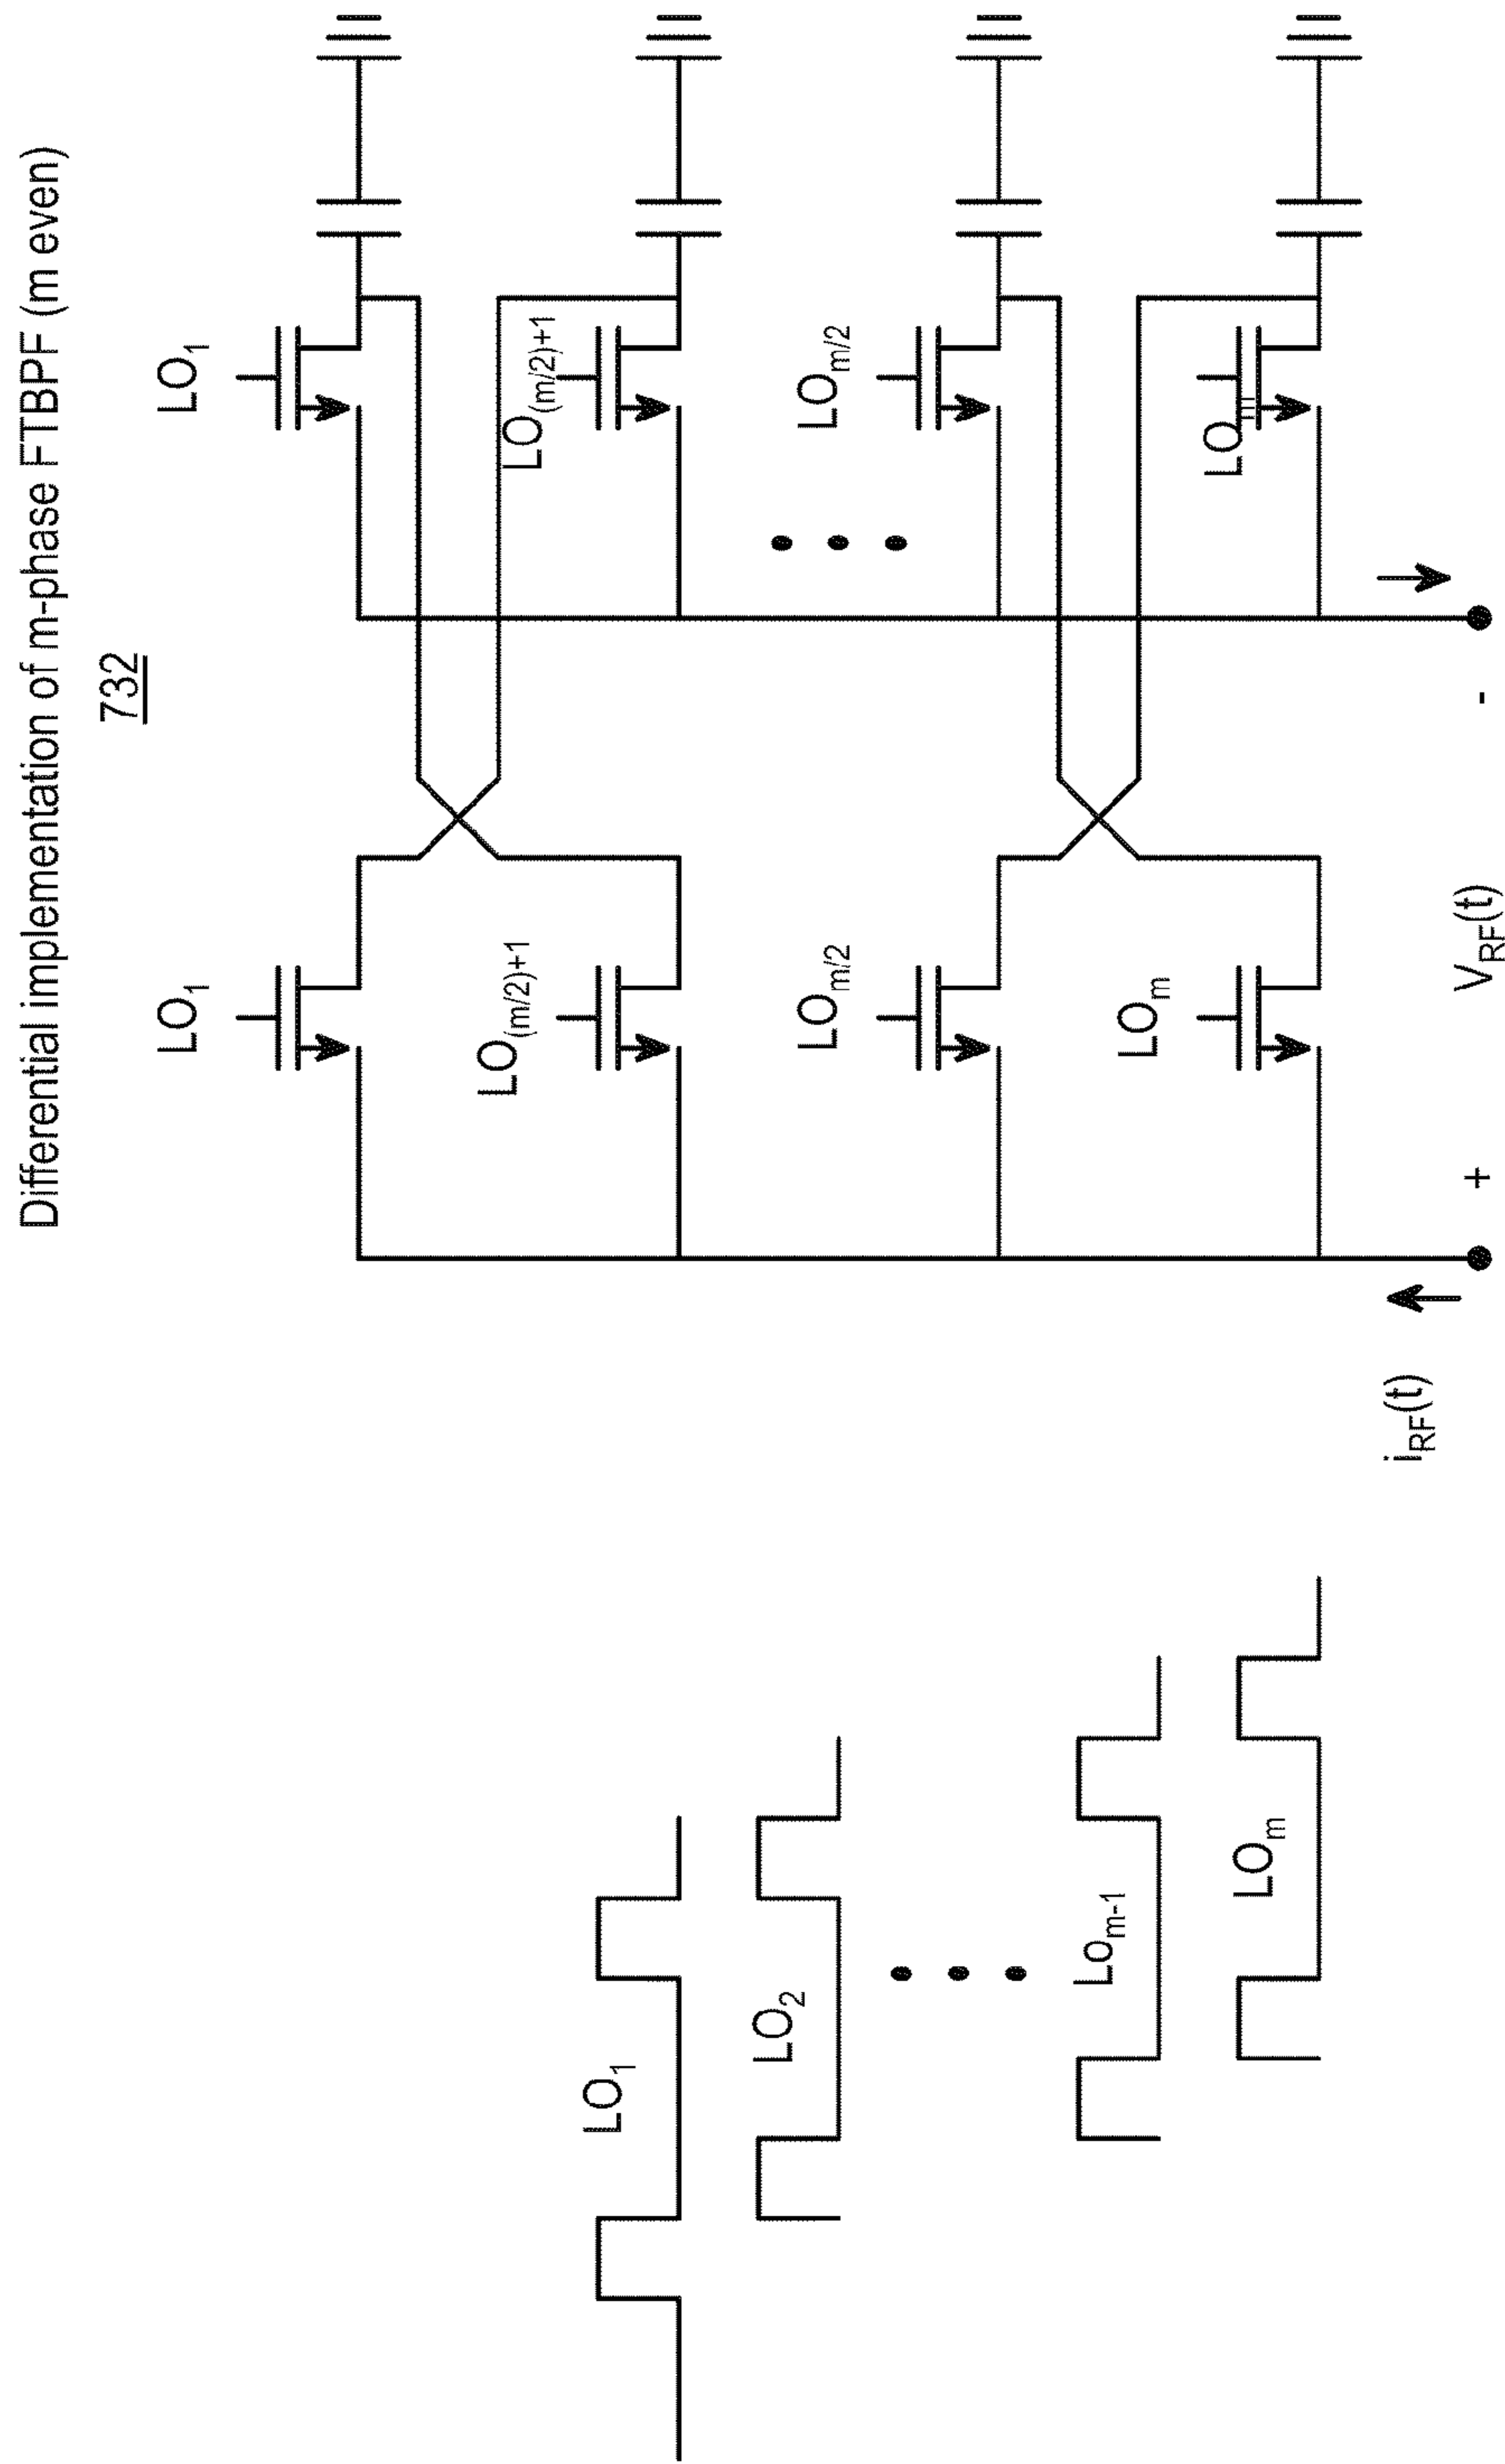 Differential implementation of m-phase FTBPF (m even)
732
LO₁
LO₁
LO₍ₘ/₂₎₊₁
LO₍ₘ/₂₎₊₁
LOₘ/₂
LOₘ/₂
LOₘ
LOₘ
iRF(t)
+
VRF(t)
-
LO₁
LO₂
Loₘ₋₁
LOₘ